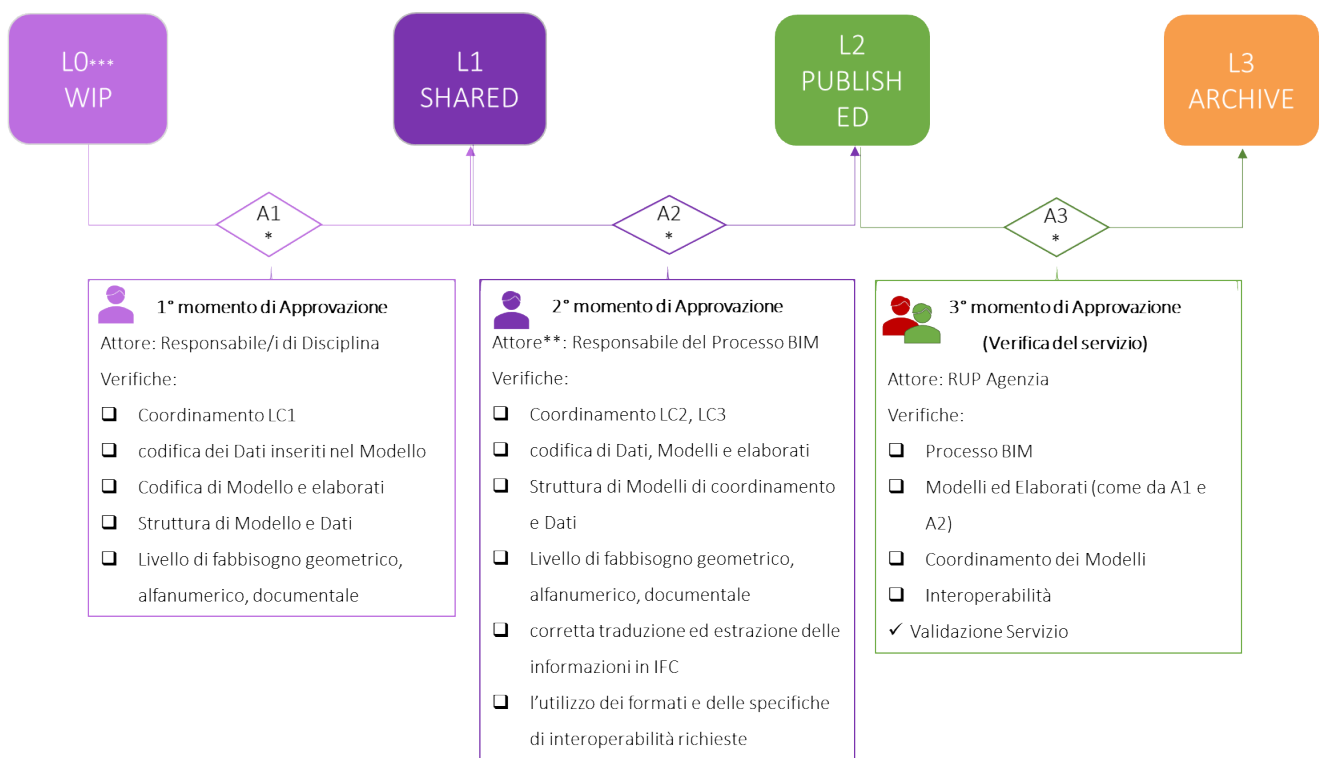 L0***
WIP
L1
SHARED
L2
PUBLISH
ED
L3
ARCHIVE
A1
*
A2
*
A3
*
1° momento di Approvazione
Attore: Responsabile/i di Disciplina
Verifiche:
Coordinamento LC1
codifica dei Dati inseriti nel Modello
Codifica di Modello e elaborati
Struttura di Modello e Dati
Livello di fabbisogno geometrico,
alfanumerico, documentale
2° momento di Approvazione
Attore**: Responsabile del Processo BIM
Verifiche:
Coordinamento LC2, LC3
codifica di Dati, Modelli e elaborati
Struttura di Modelli di coordinamento
e Dati
Livello di fabbisogno geometrico,
alfanumerico, documentale
corretta traduzione ed estrazione delle
informazioni in IFC
l’utilizzo dei formati e delle specifiche
di interoperabilità richieste
3° momento di Approvazione
(Verifica del servizio)
Attore: RUP Agenzia
Verifiche:
Processo BIM
Modelli ed Elaborati (come da A1 e
A2)
Coordinamento dei Modelli
Interoperabilità
✓ Validazione Servizio